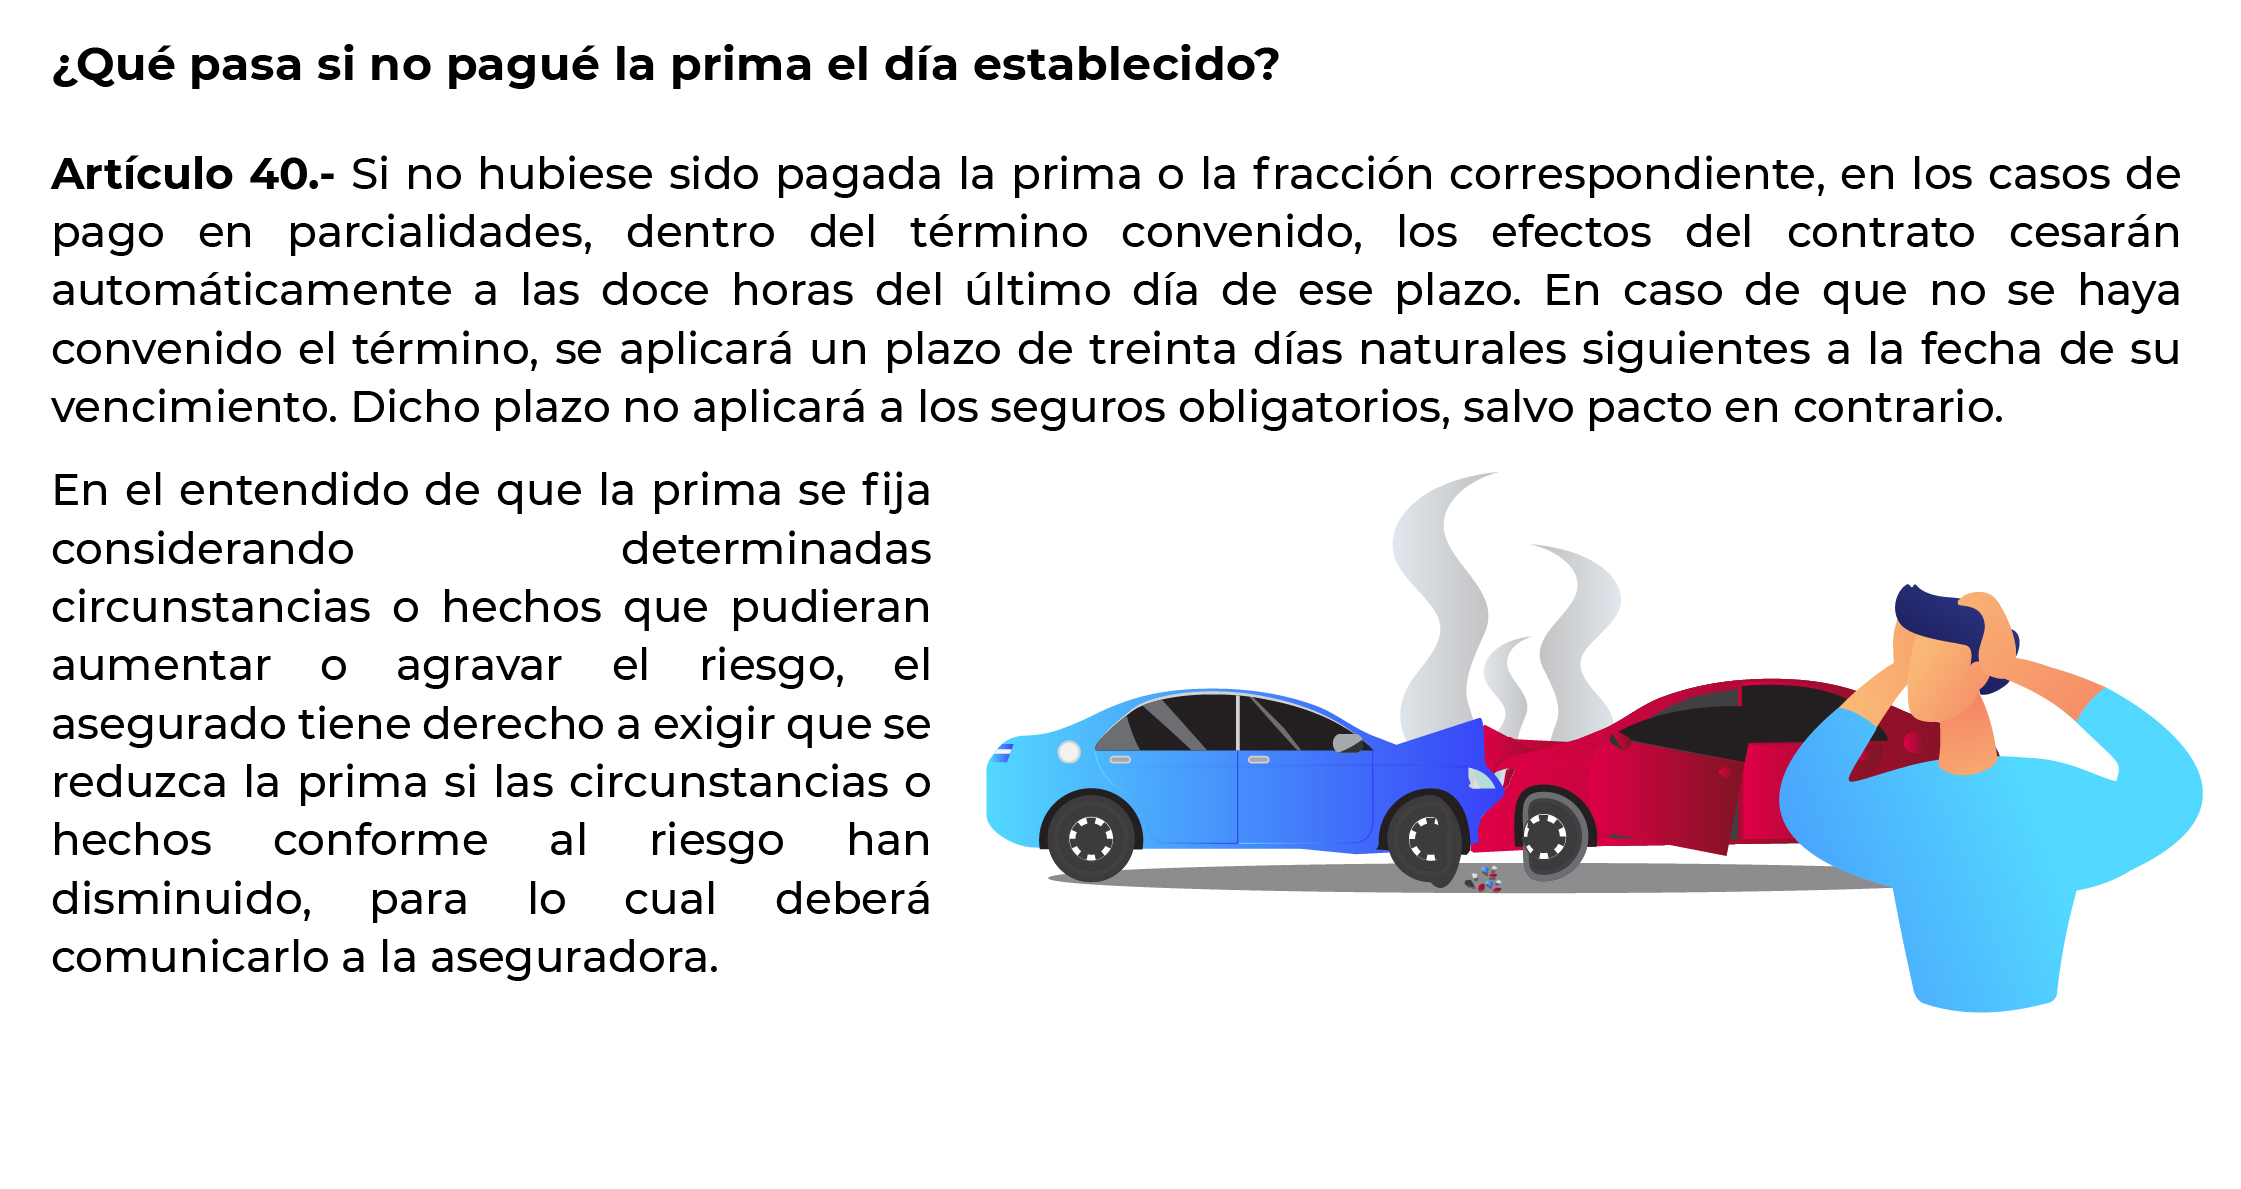 ¿Qué pasa si no pagué la prima el día establecido?
Artículo 40.- Si no hubiese sido pagada la prima o la fracción correspondiente, en los casos de
pago en parcialidades, dentro del término convenido, los efectos del contrato cesarán
automáticamente a las doce horas del último día de ese plazo. En caso de que no se haya
convenido el término, se aplicará un plazo de treinta días naturales siguientes a la fecha de su
vencimiento. Dicho plazo no aplicará a los seguros obligatorios, salvo pacto en contrario.
En el entendido de que la prima se fija
considerando determinadas
circunstancias o hechos que pudieran
aumentar o agravar el riesgo, el
asegurado tiene derecho a exigir que se
reduzca la prima si las circunstancias o
hechos conforme al riesgo han
disminuido, para lo cual deberá
comunicarlo a la aseguradora.